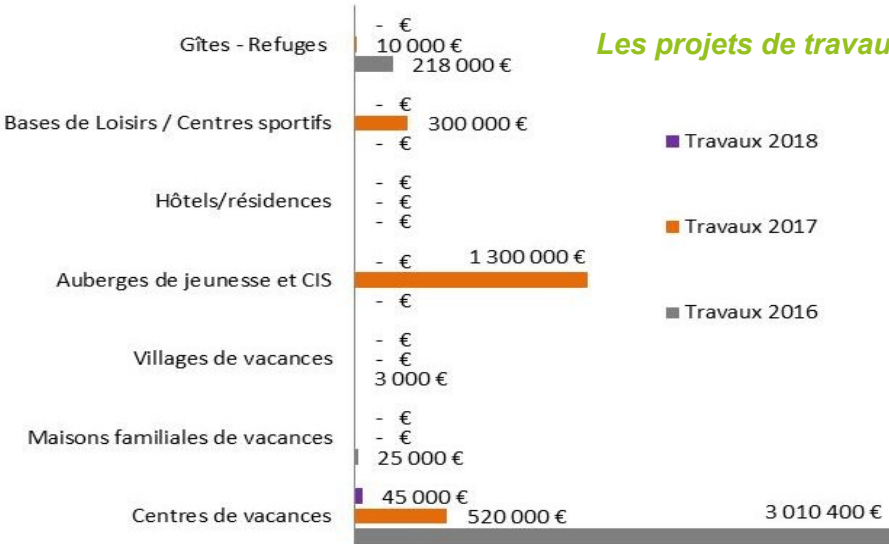 Les projets de travau
- €
Gîtes - Refuges
10 000 €
218 000 €
- €
Bases de Loisirs / Centres sportifs
300 000 €
- €
- €
Hôtels/résidences
- €
- €
- €
1 300 000 €
Auberges de jeunesse et CIS
- €
- €
Villages de vacances
- €
3 000 €
- €
Maisons familiales de vacances
- €
25 000 €
45 000 €
Centres de vacances
520 000 €
3 010 400 €
Travaux 2018
Travaux 2017
Travaux 2016